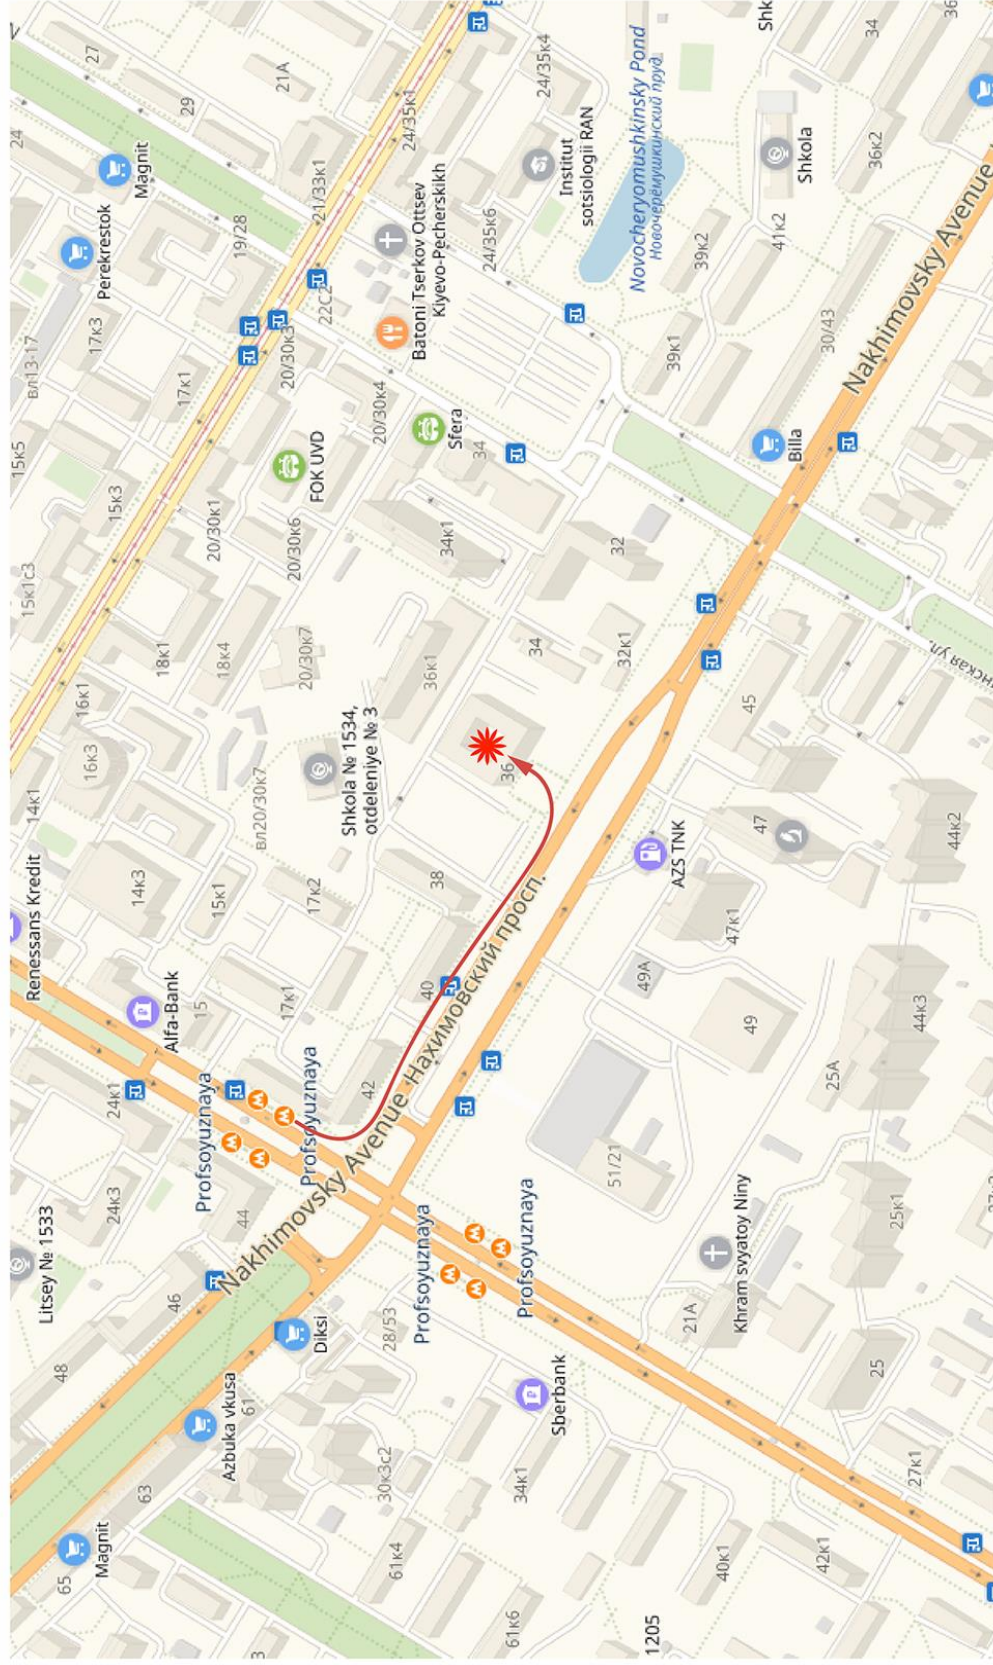 65
Magnit
63
48
Litsey № 1533
46
Azbuka vkusa
61
24к3
44
24к1
Diksi
Profsoyuznaya
Alfa-Bank
15
Renessans Kredit
14к1
14к3
15к1
16к3
16к1
15к1с3
15к5
вл13-17
24
27
18к1
18к4
15к3
17к1
17к3
Perekrestok
Magnit
29
19/28
21А
вл20/30к7
17к1
17к2
20/30к7
20/30к1
20/30к6
FOK UVD
20/30к3
22С2
21/33к1
Profsoyuznaya
Nakhimovsky Avenue
Нахимовский просп.
42
40
38
Shkola № 1534,
otdeleniye № 3
36к1
34к1
20/30к4
Sfera
34
Batoni Tserkov Ottsev
Kiyevo-Pecherskikh
24/35к1
24/35к6
24/35к4
Institut
sotsiologii RAN
61к4
30к3с2
28/53
Profsoyuznaya
Profsoyuznaya
36
34
32
32к1
61к6
34к1
Sberbank
51/21
49А
AZS TNK
47
47к1
45
Novocheryomushkinsky Pond
Новочерёмушкинский пруд
39к1
39к2
41к2
Shkola
36к2
34
36
Shk
30/43
Billa
Nakhimovsky Avenue
1205
40к1
42к1
27к1
21А
Khram svyatoy Niny
25
25к1
25А
49
44к3
44к2
инская ул.